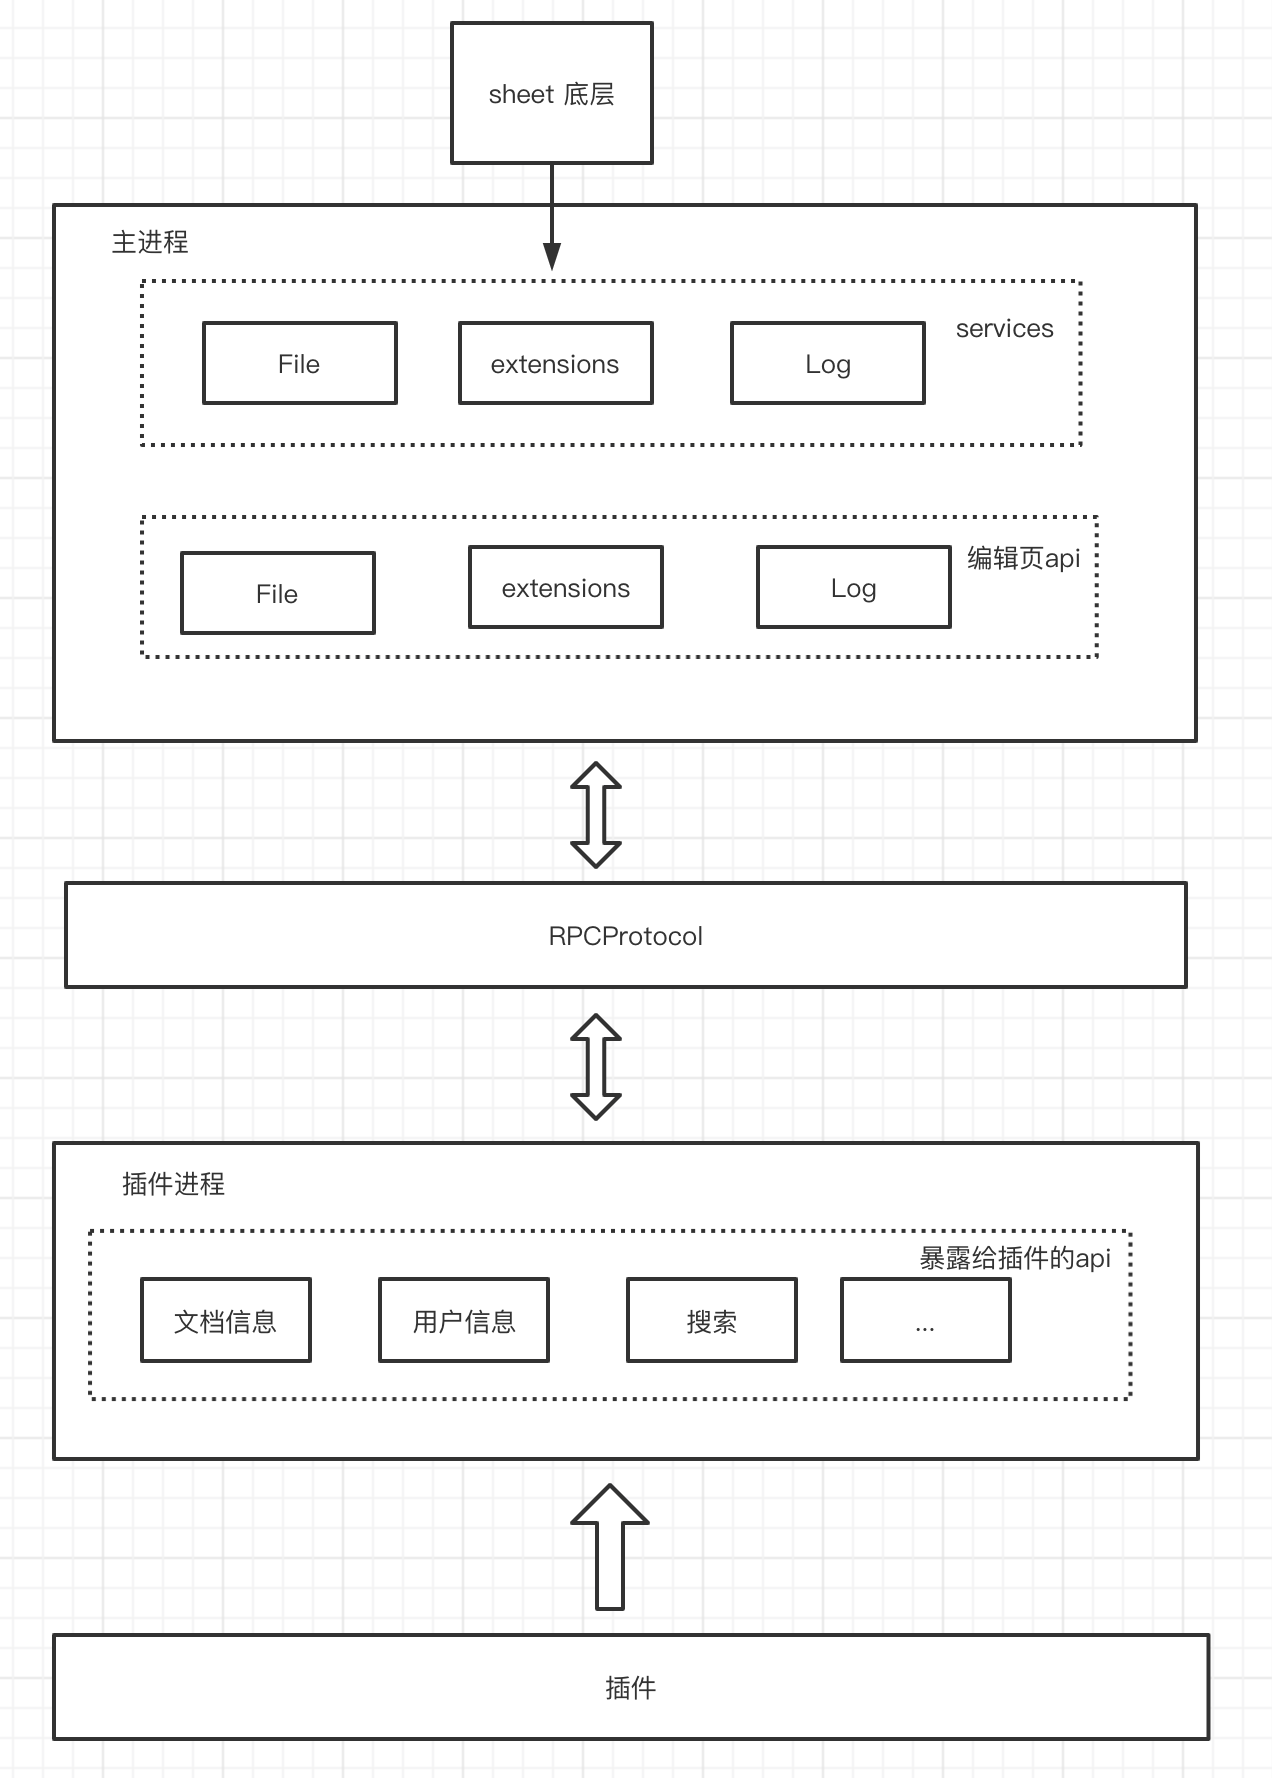 sheet 底层
主进程
services
File
extensions
Log
编辑页api
File
extensions
Log
RPCProtocol
插件进程
暴露给插件的api
文档信息
用户信息
搜索
...
插件